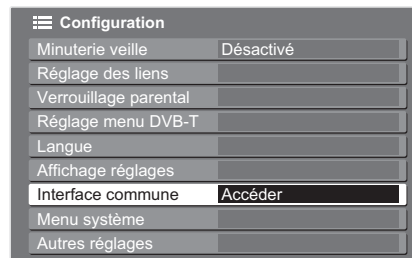 Configuration
Minuterie veille Désactivé
Réglage des liens
Verrouillage parental
Réglage menu DVB-T
Langue
Affichage réglages
Interface commune Accéder
Menu système
Autres réglages